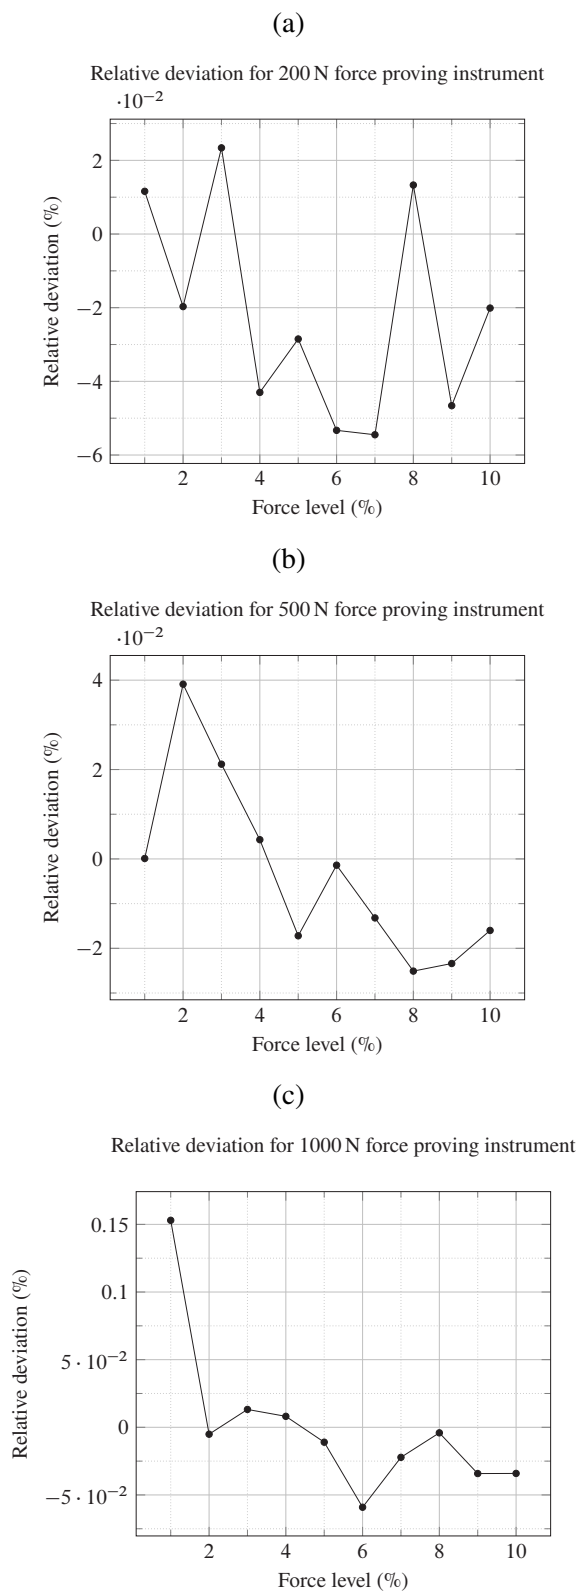 (a)
Relative deviation for 200 N force proving instrument
·10⁻²
2
0
−2
−4
−6
Relative deviation (%)
2 4 6 8 10
Force level (%)
(b)
Relative deviation for 500 N force proving instrument
·10⁻²
4
2
0
−2
Relative deviation (%)
2 4 6 8 10
Force level (%)
(c)
Relative deviation for 1000 N force proving instrument
0.15
0.1
5 · 10⁻²
0
−5 · 10⁻²
Relative deviation (%)
2 4 6 8 10
Force level (%)